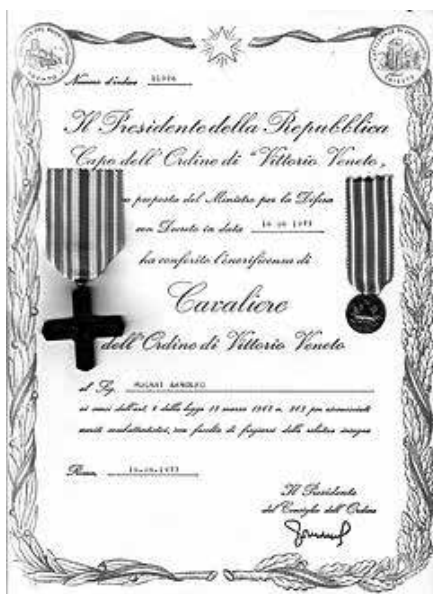 Numero d'ordine
Il Presidente della Repubblica
Capo dell'Ordine di "Vittorio Veneto",
proposta del Ministro per la Difesa
con Decreto in data
ha conferito l'onorificenza di
Cavaliere
dell'Ordine di Vittorio Veneto
al Sig.
ai sensi dell'art. della legge 18 marzo 1968 n. 263 per riconosciuti
meriti combattentistici, con facoltà di fregiarsi della relativa insegna
Roma,
Il Presidente
del Consiglio dell'Ordine